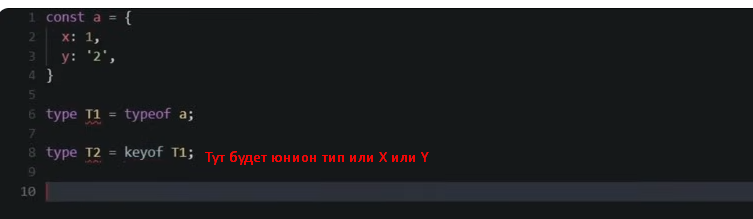 1 const a = {
2 x: 1,
3 y: '2',
4 }
5
6 type T1 = typeof a;
7
8 type T2 = keyof T1; Тут будет юнион тип или X или Y
9
10